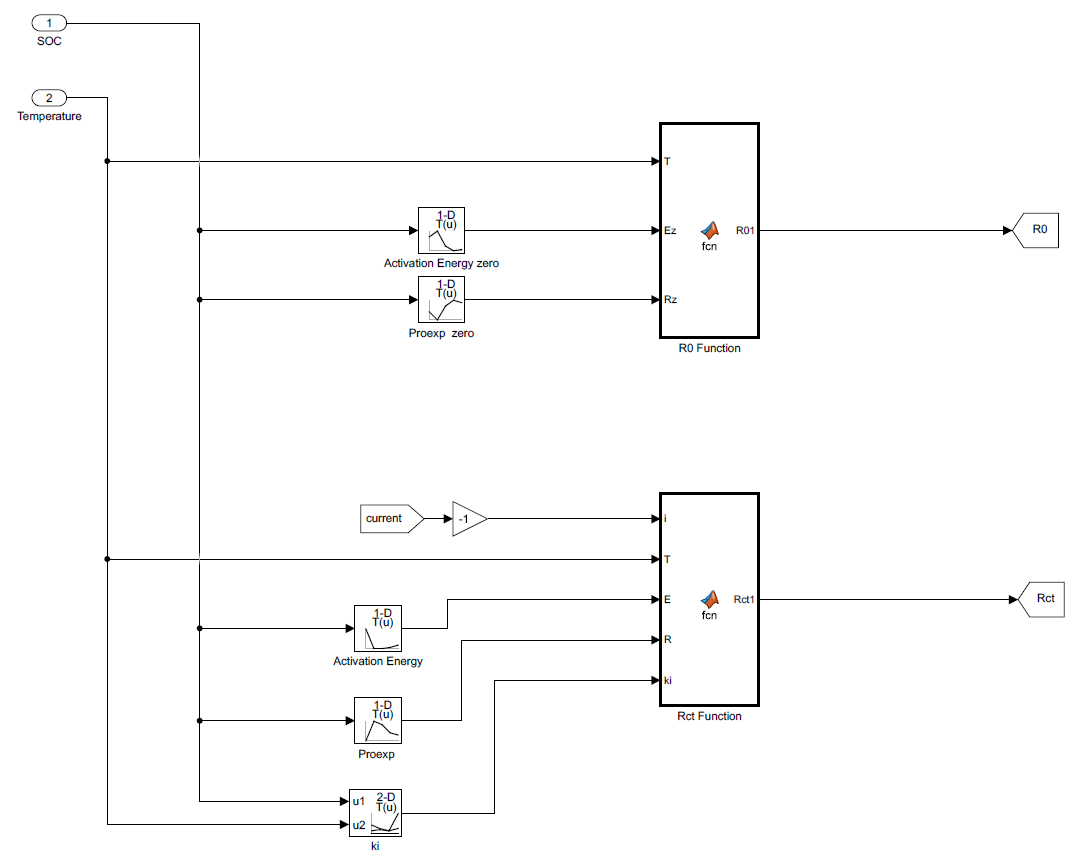 1
SOC
2
Temperature
T
1-D
T(u)
Ez
fcn
R01
R0
Activation Energy zero
1-D
T(u)
Rz
Proexp zero
R0 Function
current
-1
i
T
1-D
T(u)
E
fcn
Rct1
Rct
R
Activation Energy
ki
1-D
T(u)
Rct Function
Proexp
u1
2-D
T(u)
u2
ki